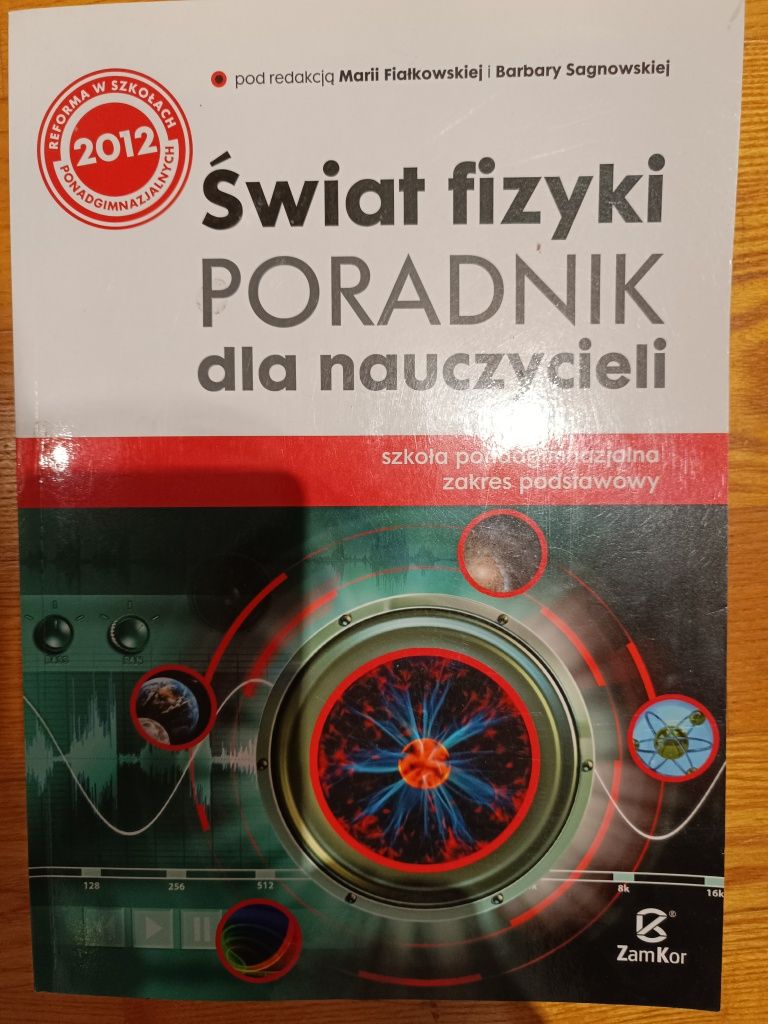 pod redakcją Marii Fiałkowskiej i Barbary Sagnowskiej
REFORMA W SZKOŁACH
2012
PONADGIMNAZJALNYCH
Świat fizyki
PORADNIK
dla nauczycieli
szkoła ponadgimnazjalna
zakres podstawowy
128 256 512 8k 16k
ZamKor